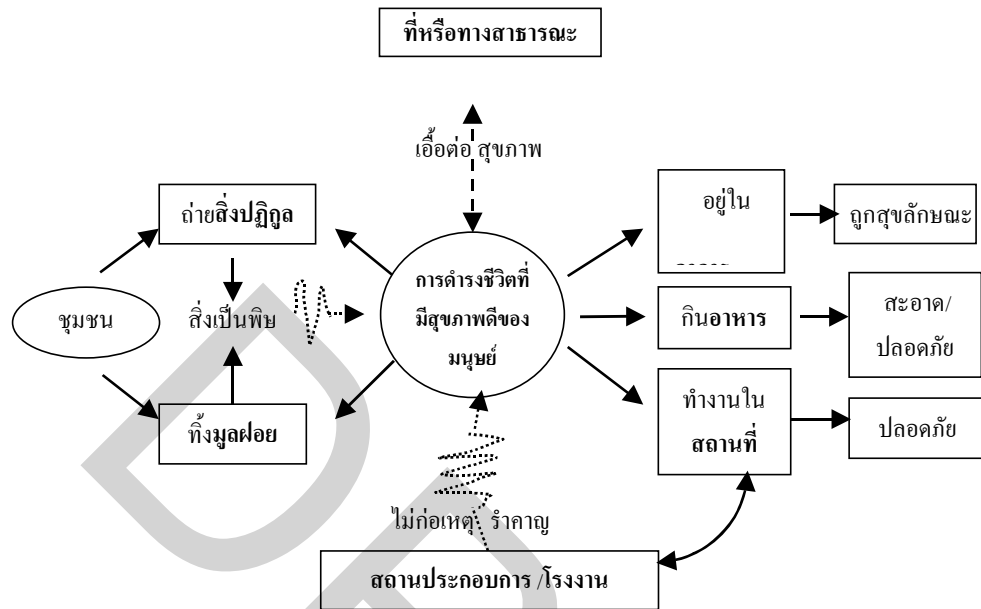 ที่หรือทางสาธารณะ
เอื้อต่อ สุขภาพ
ถ่ายสิ่งปฏิกูล
อยู่ใน
ถูกสุขลักษณะ
การดำรงชีวิตที่
มีสุขภาพดีของ
มนุษย์
ชุมชน
สิ่งเป็นพิษ
กินอาหาร
สะอาด/
ปลอดภัย
ทิ้งมูลฝอย
ทำงานใน
สถานที่
ปลอดภัย
ไม่ก่อเหตุ รำคาญ
สถานประกอบการ /โรงงาน